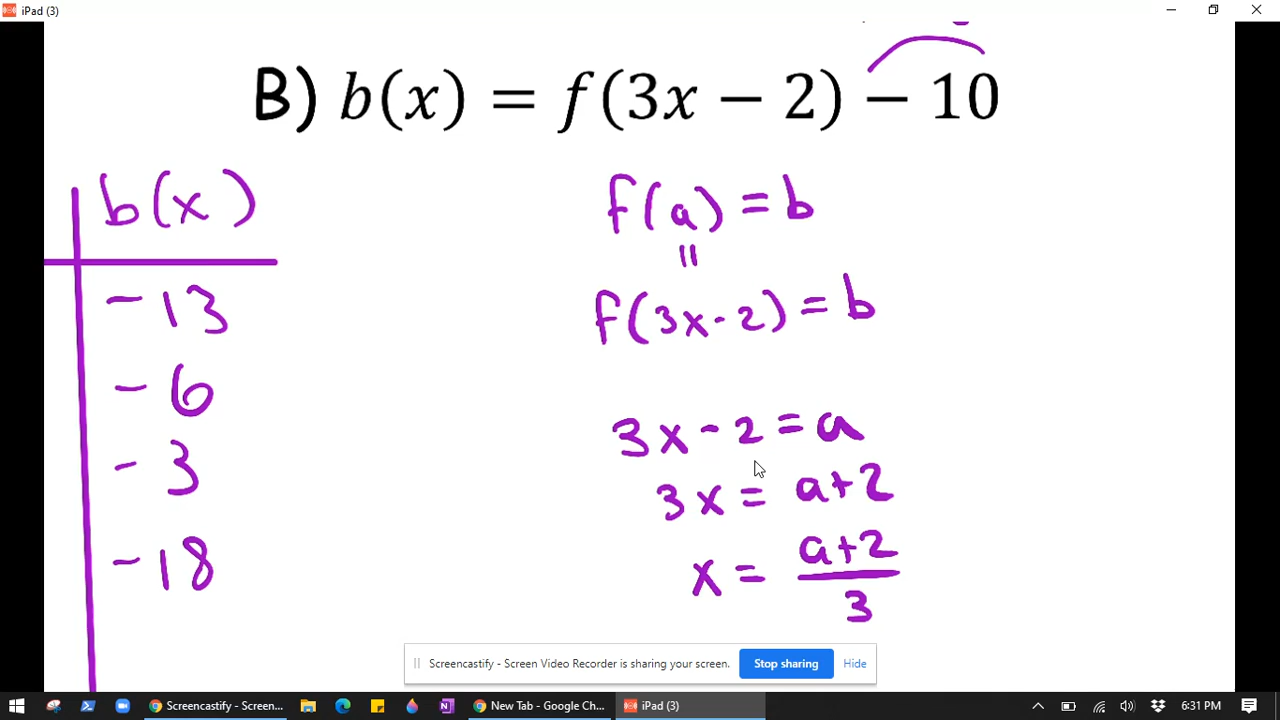 iPad (3)
B) b(x) = f(3x − 2) − 10
b(x)
-13
-6
-3
-18
f(a) = b
=
f(3x-2) = b
3x-2 = a
3x = a+2
x = a+2
3
Screencastify - Screen Video Recorder is sharing your screen. Stop sharing Hide
Screencastify - Screen... New Tab - Google Ch... iPad (3) 6:31 PM